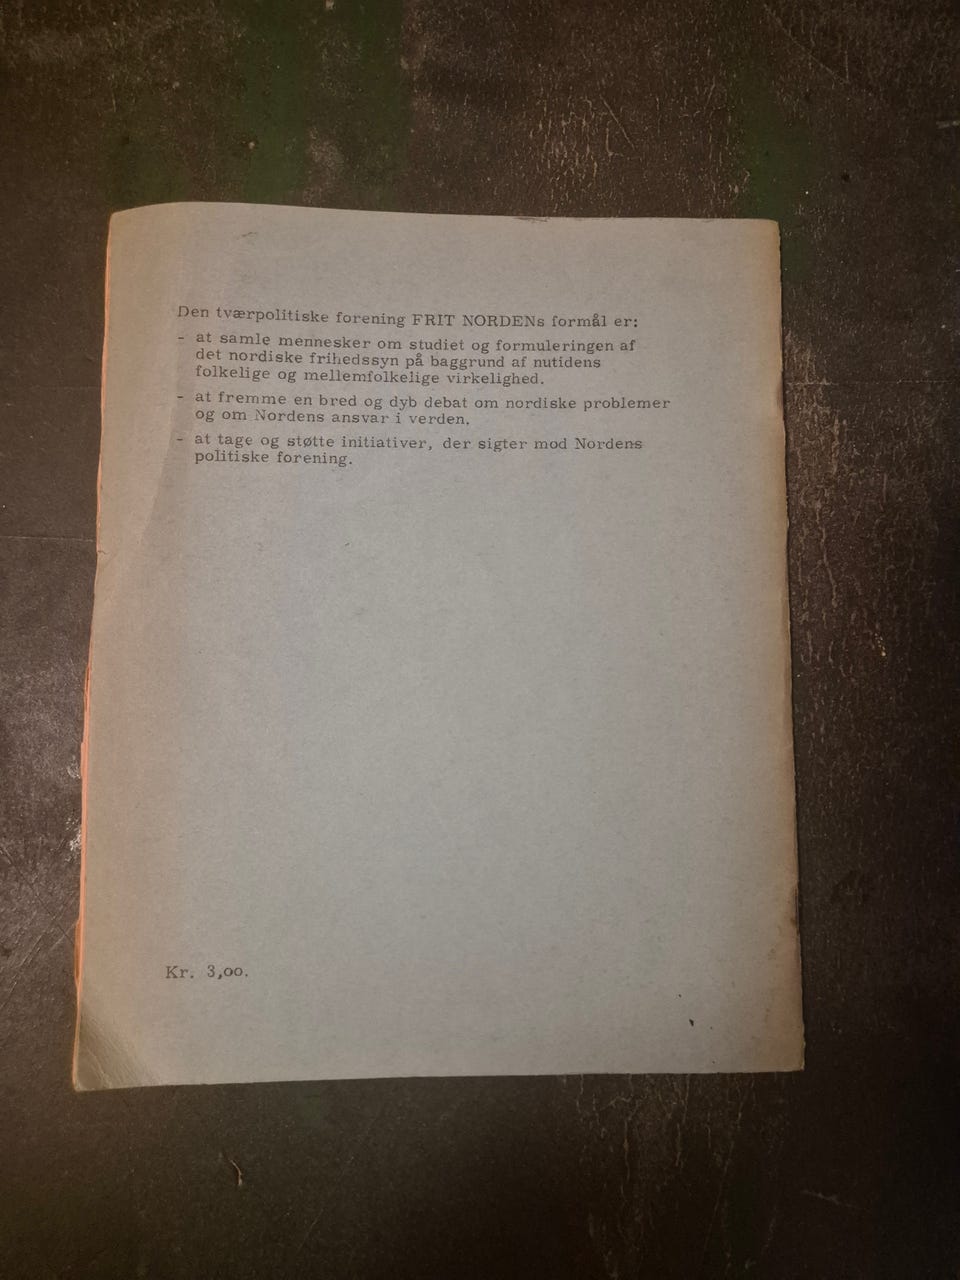 Den tværpolitiske forening FRIT NORDENs formål er:
- at samle mennesker om studiet og formuleringen af
det nordiske frihedssyn på baggrund af nutidens
folkelige og mellemfolkelige virkelighed.
- at fremme en bred og dyb debat om nordiske problemer
og om Nordens ansvar i verden.
- at tage og støtte initiativer, der sigter mod Nordens
politiske forening.
Kr. 3,00.